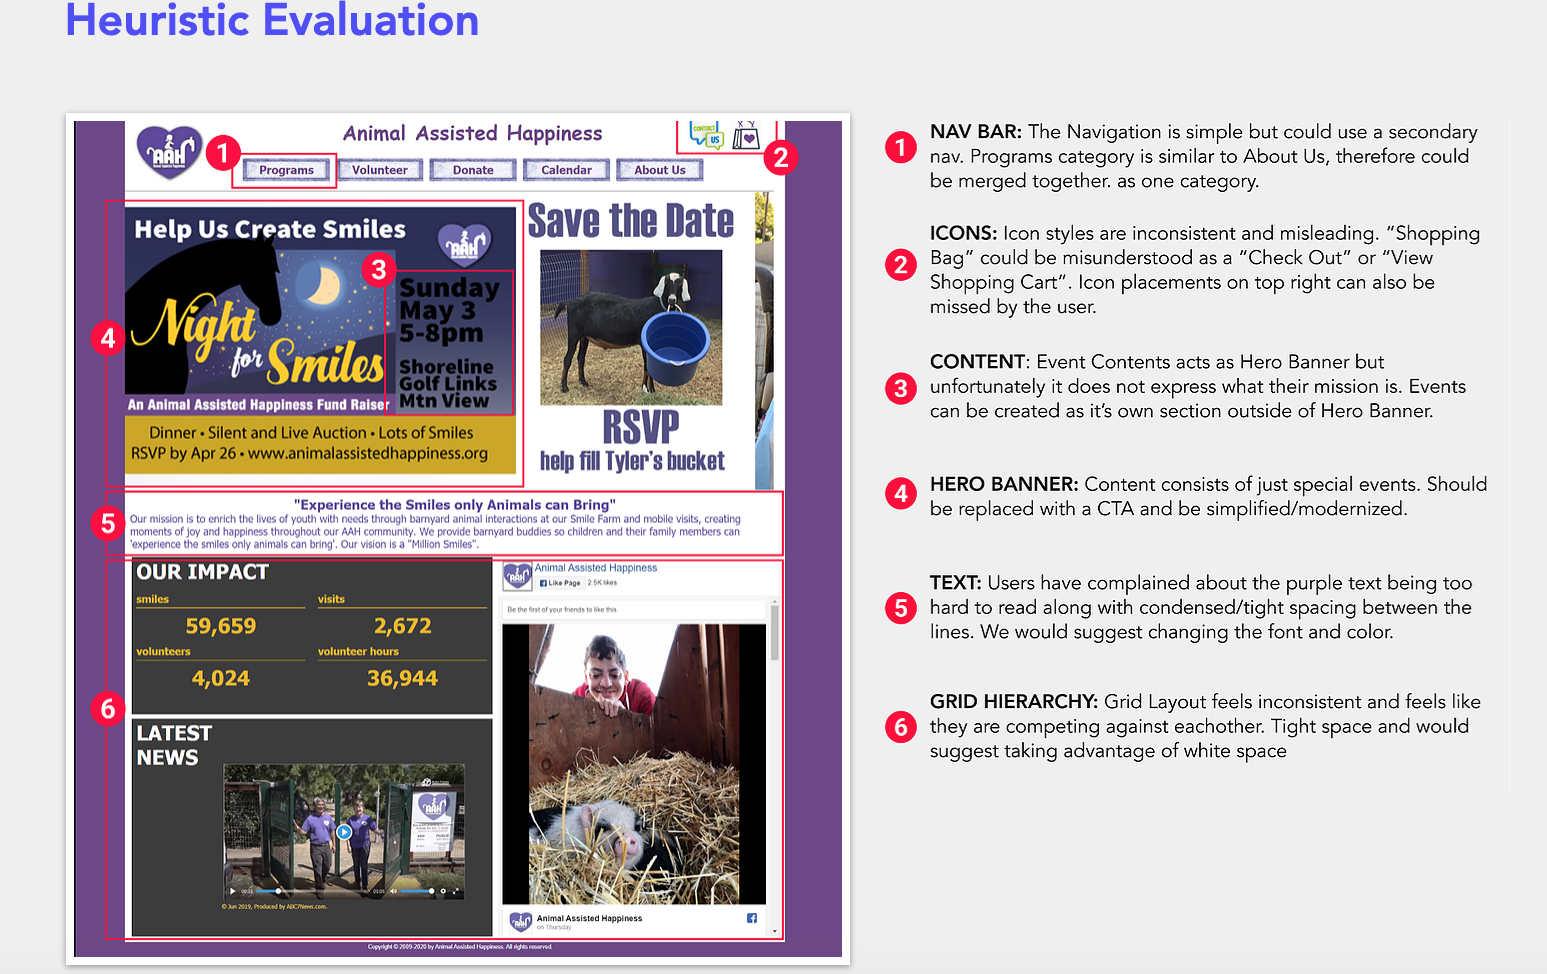 Heuristic Evaluation
AAH
Animal Assisted Happiness
CONTACT
US
1
2
Programs
Volunteer
Donate
Calendar
About Us
Help Us Create Smiles
AAH
Night
for Smiles
An Animal Assisted Happiness Fund Raiser
3
Sunday
May 3
5-8pm
Shoreline
Golf Links
Mtn View
4
Dinner • Silent and Live Auction • Lots of Smiles
RSVP by Apr 26 • www.animalassistedhappiness.org
Save the Date
RSVP
help fill Tyler's bucket
5
"Experience the Smiles only Animals can Bring"
Our mission is to enrich the lives of youth with needs through barnyard animal interactions at our Smile Farm and mobile visits, creating
moments of joy and happiness throughout our AAH community. We provide barnyard buddies so children and their family members can
'experience the smiles only animals can bring'. Our vision is a "Million Smiles".
6
OUR IMPACT
smiles
visits
59,659
2,672
volunteers
volunteer hours
4,024
36,944
LATEST
NEWS
AAH
00:11
03:05
© Jun 2019, Produced by ABC7News.com.
AAH
Animal Assisted Happiness
Like Page
2.5K likes
Be the first of your friends to like this
Animal Assisted Happiness
on Thursday
Copyright © 2009-2020 by Animal Assisted Happiness. All rights reserved.
1
NAV BAR: The Navigation is simple but could use a secondary
nav. Programs category is similar to About Us, therefore could
be merged together. as one category.
2
ICONS: Icon styles are inconsistent and misleading. “Shopping
Bag” could be misunderstood as a “Check Out” or “View
Shopping Cart”. Icon placements on top right can also be
missed by the user.
3
CONTENT: Event Contents acts as Hero Banner but
unfortunately it does not express what their mission is. Events
can be created as it’s own section outside of Hero Banner.
4
HERO BANNER: Content consists of just special events. Should
be replaced with a CTA and be simplified/modernized.
5
TEXT: Users have complained about the purple text being too
hard to read along with condensed/tight spacing between the
lines. We would suggest changing the font and color.
6
GRID HIERARCHY: Grid Layout feels inconsistent and feels like
they are competing against eachother. Tight space and would
suggest taking advantage of white space